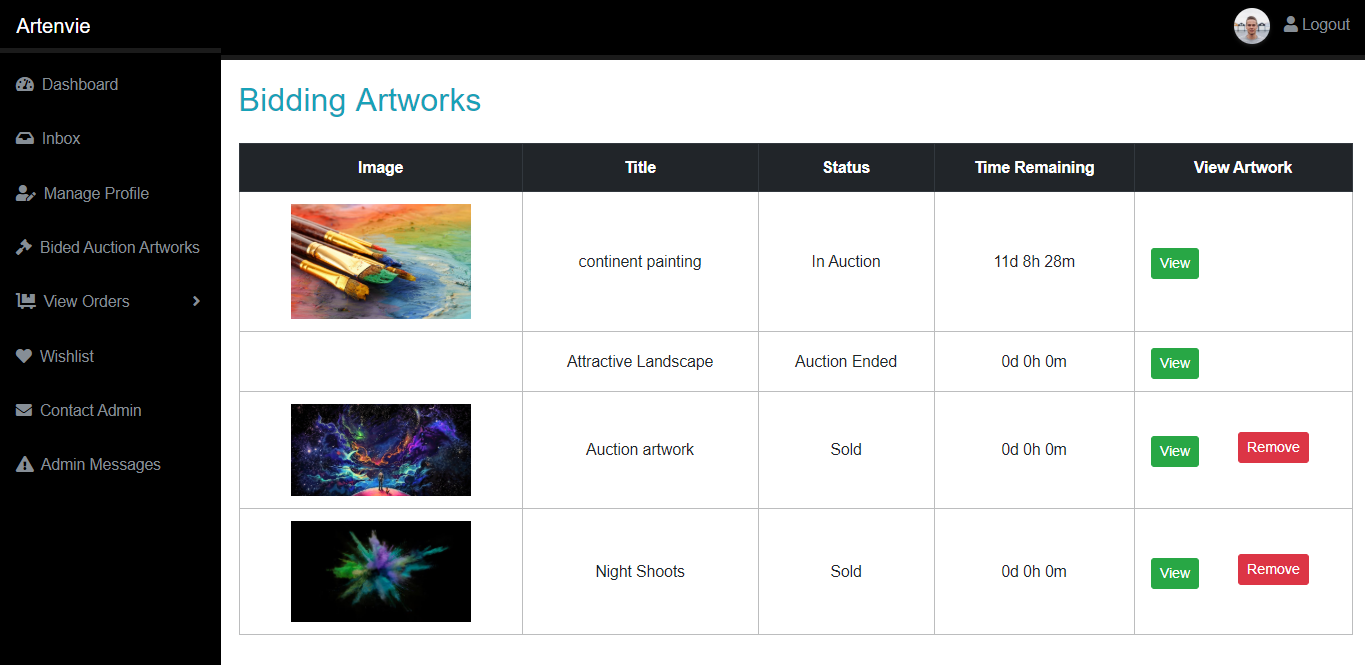 Artenvie
Logout
Dashboard
Inbox
Manage Profile
Bided Auction Artworks
View Orders
Wishlist
Contact Admin
Admin Messages
Bidding Artworks
Image Title Status Time Remaining View Artwork
continent painting In Auction 11d 8h 28m View
Attractive Landscape Auction Ended 0d 0h 0m View
Auction artwork Sold 0d 0h 0m View Remove
Night Shoots Sold 0d 0h 0m View Remove